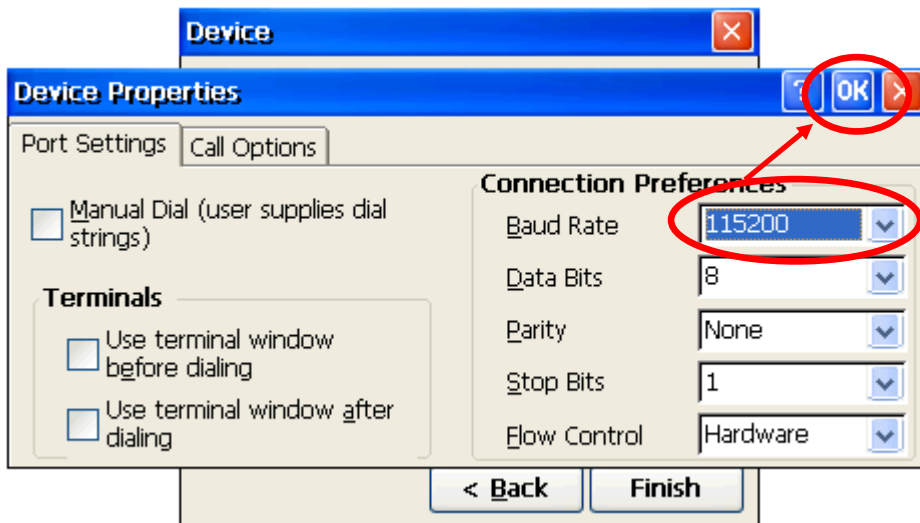 Device
Device Properties
? OK
Port Settings
Call Options
Manual Dial (user supplies dial
strings)
Terminals
Use terminal window
before dialing
Use terminal window after
dialing
Connection Preferences
Baud Rate 115200
Data Bits 8
Parity None
Stop Bits 1
Flow Control Hardware
< Back
Finish